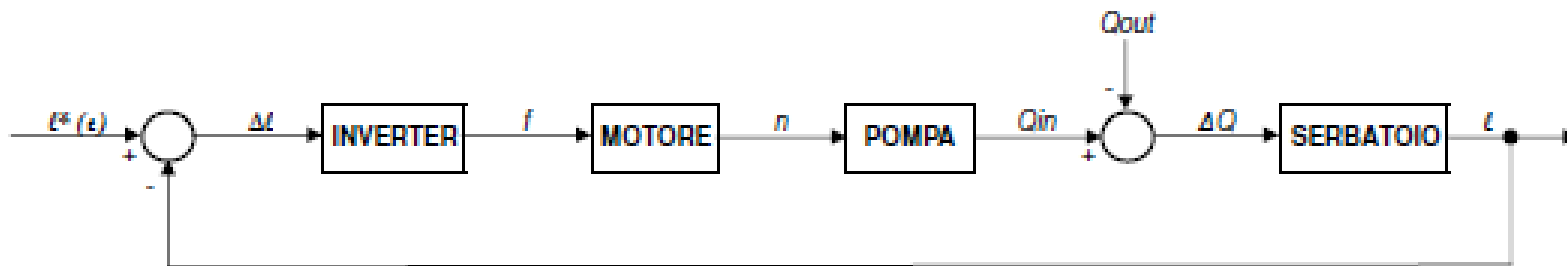 Qout
-
ℓ* (ε) Δℓ INVERTER f MOTORE n POMPA Qin ΔQ SERBATOIO ℓ
+ +
-